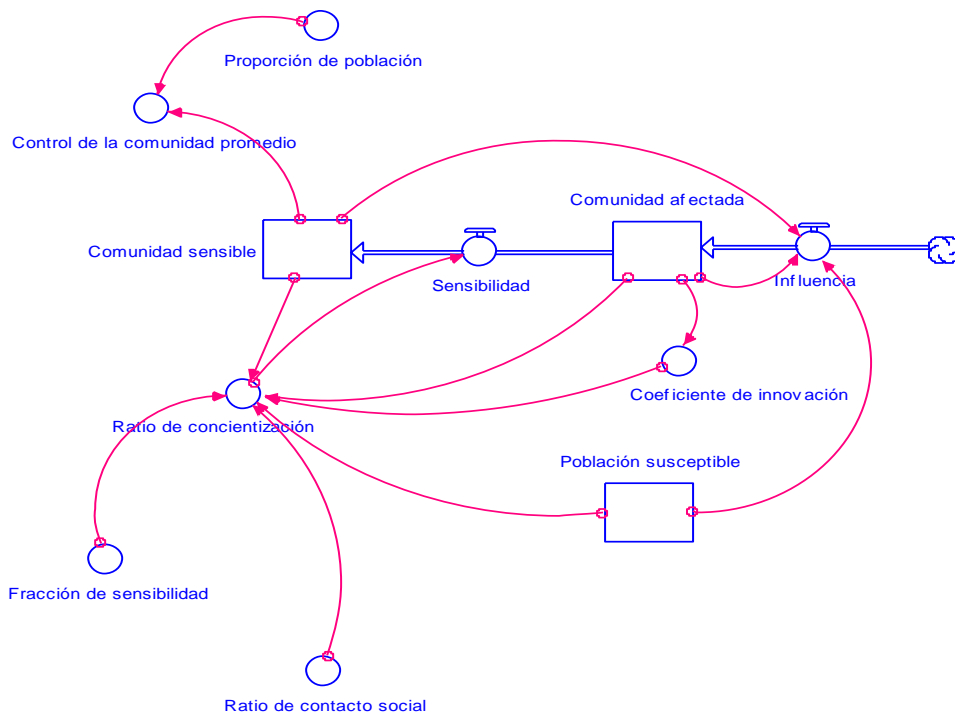 Proporción de población
Control de la comunidad promedio
Comunidad afectada
Comunidad sensible
Sensibilidad
Influencia
Coeficiente de innovación
Ratio de concientización
Población susceptible
Fracción de sensibilidad
Ratio de contacto social